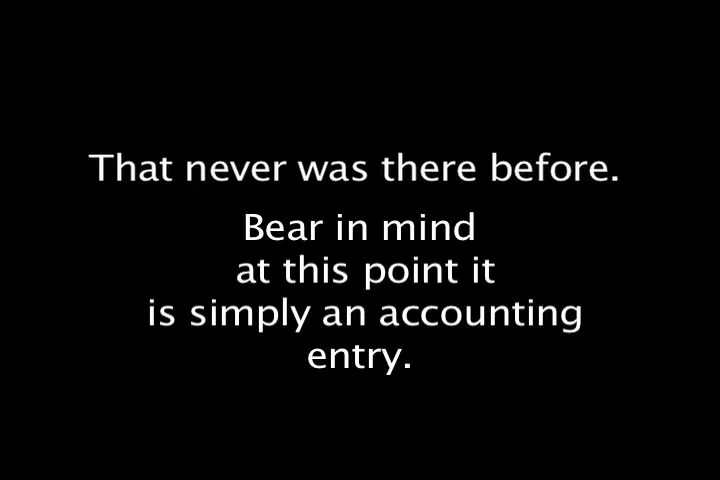 That never was there before.
Bear in mind
at this point it
is simply an accounting
entry.